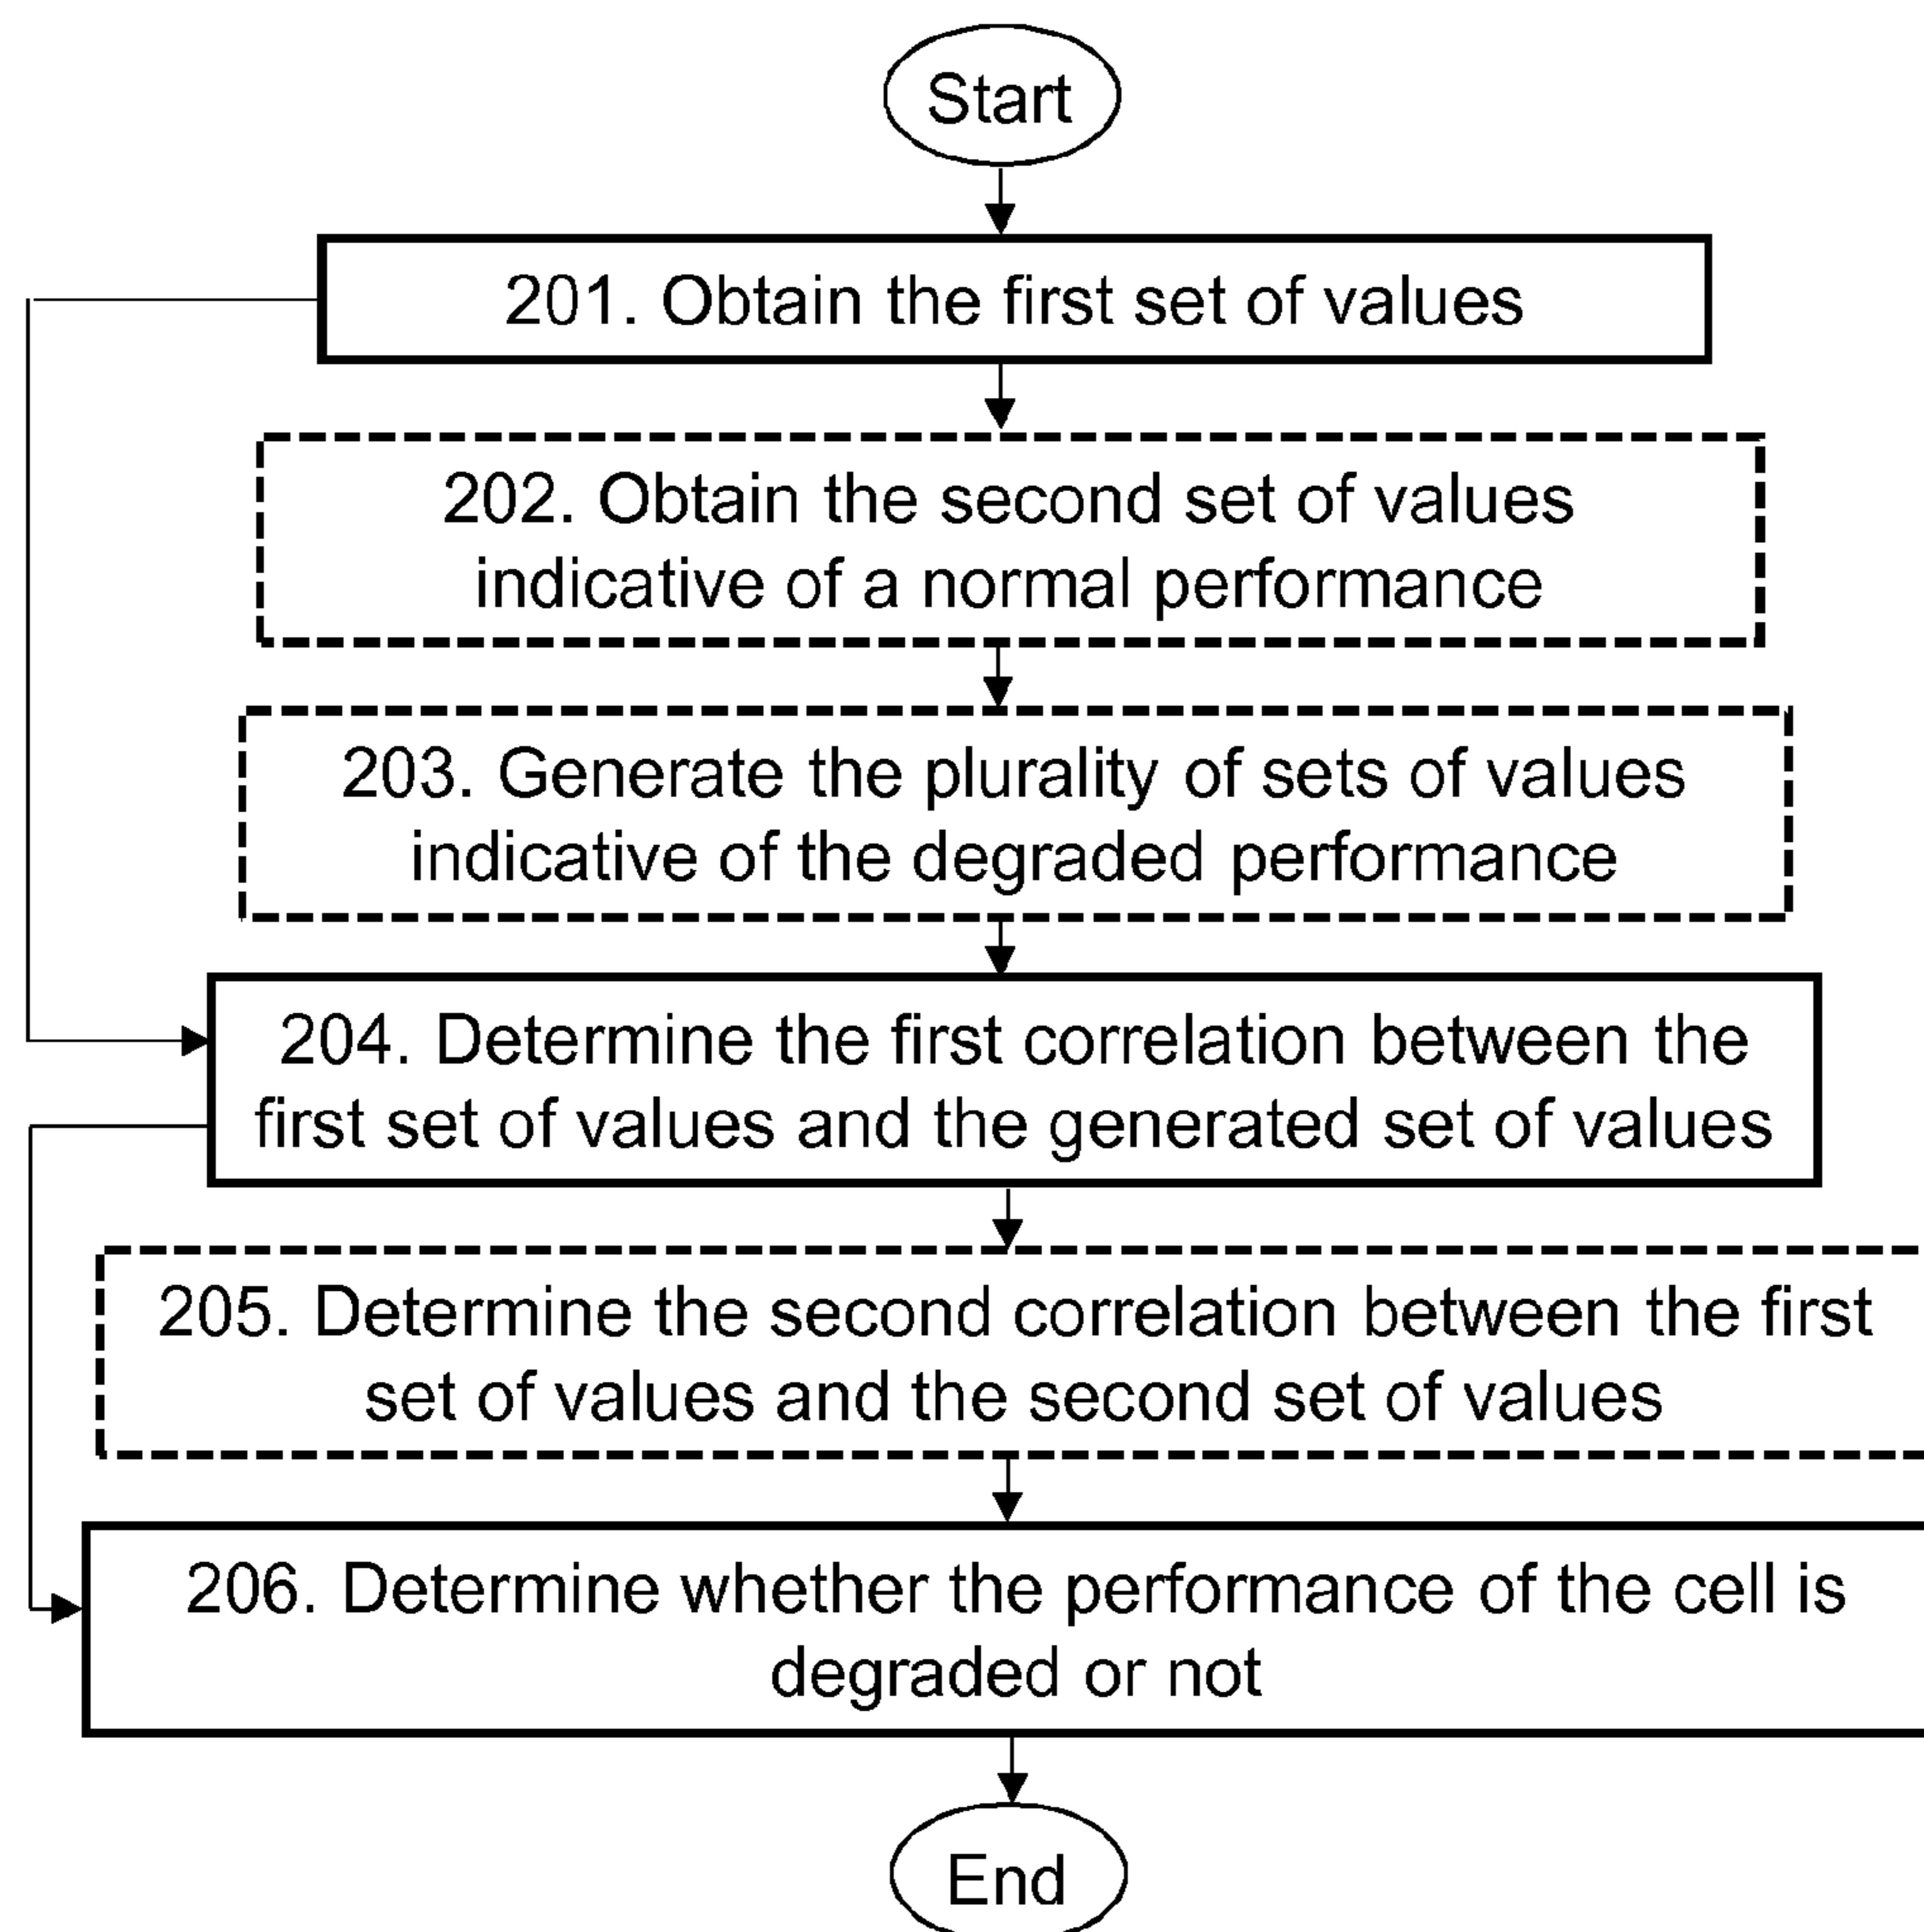 Start
201. Obtain the first set of values
202. Obtain the second set of values
indicative of a normal performance
203. Generate the plurality of sets of values
indicative of the degraded performance
204. Determine the first correlation between the
first set of values and the generated set of values
205. Determine the second correlation between the first
set of values and the second set of values
206. Determine whether the performance of the cell is
degraded or not
End